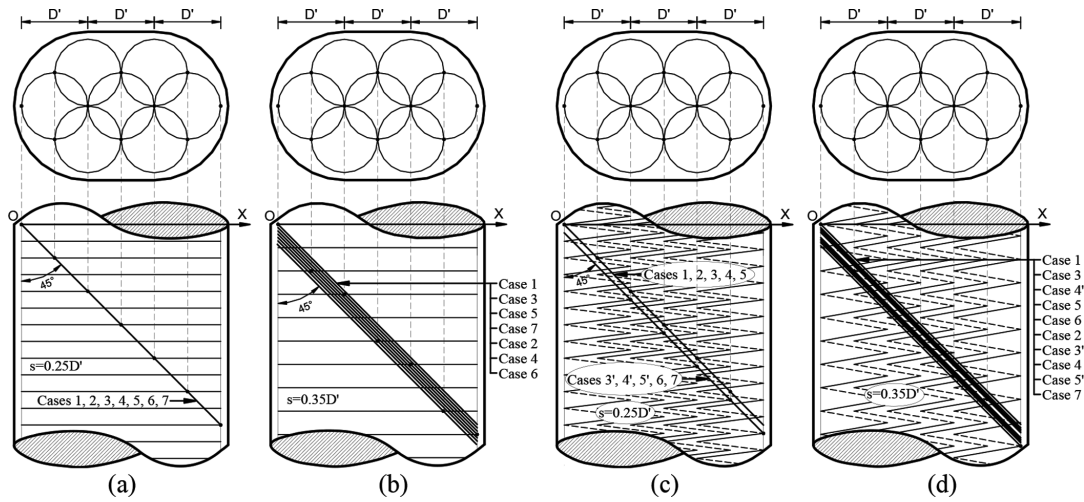 D' D' D'
O X
45°
s=0.25D'
Cases 1, 2, 3, 4, 5, 6, 7
(a)
D' D' D'
O X
45°
Case 1
Case 3
Case 5
Case 7
Case 2
Case 4
Case 6
s=0.35D'
(b)
D' D' D'
O X
45°
Cases 1, 2, 3, 4, 5
Cases 3', 4', 5', 6, 7
s=0.25D'
(c)
D' D' D'
O X
Case 1
Case 3
Case 4'
Case 5
Case 6
Case 2
Case 3'
Case 4
Case 5'
Case 7
s=0.35D'
(d)